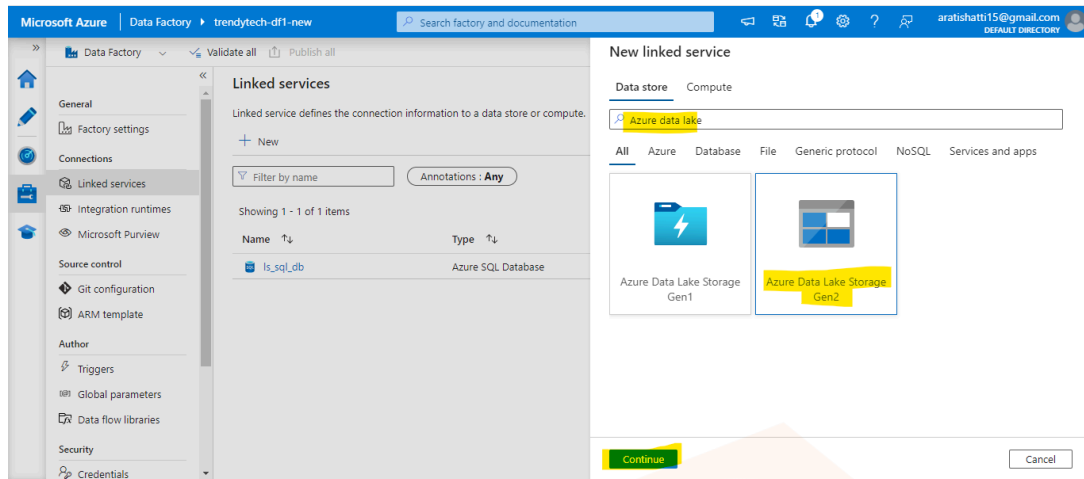 Microsoft Azure
Data Factory
trendytech-df1-new
Search factory and documentation
1
?
aratishatti15@gmail.com
DEFAULT DIRECTORY
»
Data Factory
Validate all
Publish all
«
General
Factory settings
Connections
Linked services
Integration runtimes
Microsoft Purview
Source control
Git configuration
ARM template
Author
Triggers
Global parameters
Data flow libraries
Security
Credentials
Linked services
Linked service defines the connection information to a data store or compute.
+ New
Filter by name
Annotations : Any
Showing 1 - 1 of 1 items
Name ↑↓ Type ↑↓
ls_sql_db Azure SQL Database
New linked service
Data store Compute
Azure data lake
All Azure Database File Generic protocol NoSQL Services and apps
Azure Data Lake Storage
Gen1
Azure Data Lake Storage
Gen2
Continue
Cancel